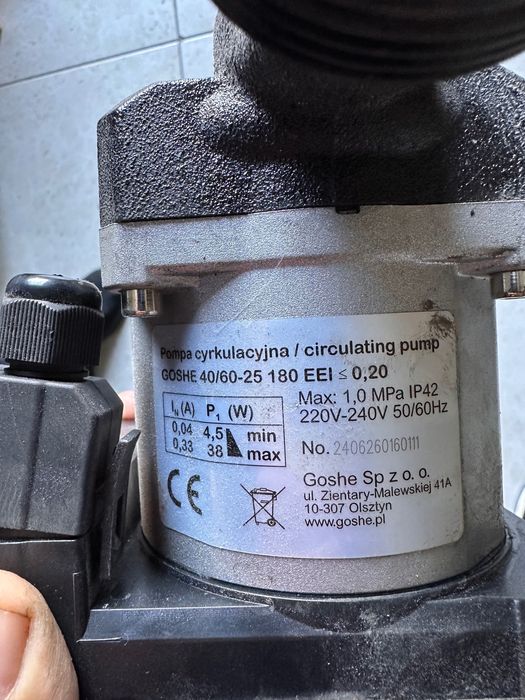 Pompa cyrkulacyjna / circulating pump
GOSHE 40/60-25 180 EEI ≤ 0,20
I_N (A) P₁ (W)
0,04 4,5 min
0,33 38 max
Max: 1,0 MPa IP42
220V-240V 50/60Hz
No. 2406260160111
CE
Goshe Sp z o. o.
ul. Zientary-Malewskiej 41A
10-307 Olsztyn
www.goshe.pl